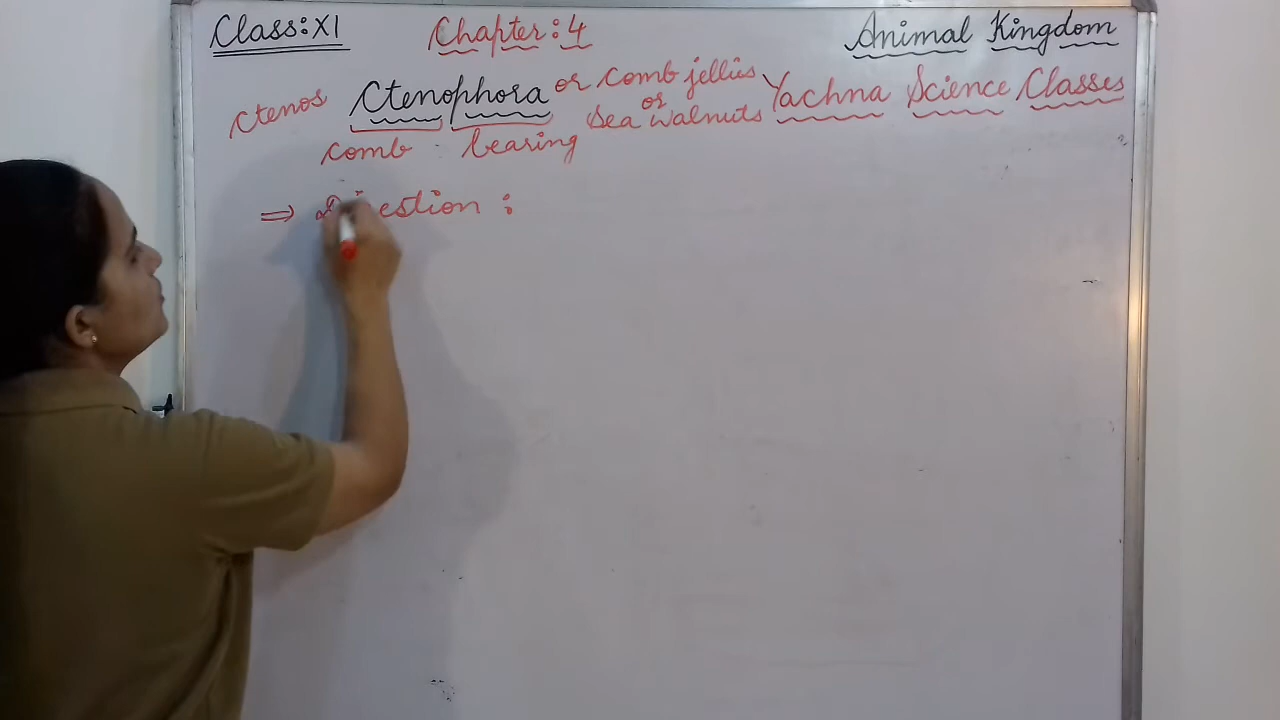 Class:XI Chapter:4 Animal Kingdom
ctenos Ctenophora or Comb jellies Yachna Science Classes
or
Sea walnuts
comb : bearing
⇒ :